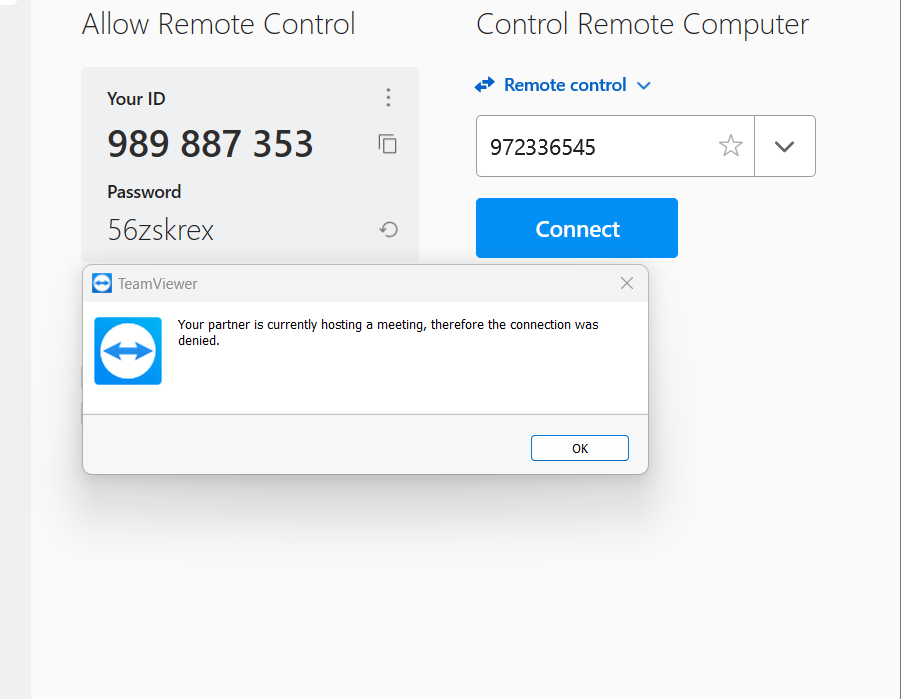 Allow Remote Control
Control Remote Computer
Your ID
989 887 353
Password
56zskrex
Remote control
972336545
Connect
TeamViewer
Your partner is currently hosting a meeting, therefore the connection was
denied.
OK